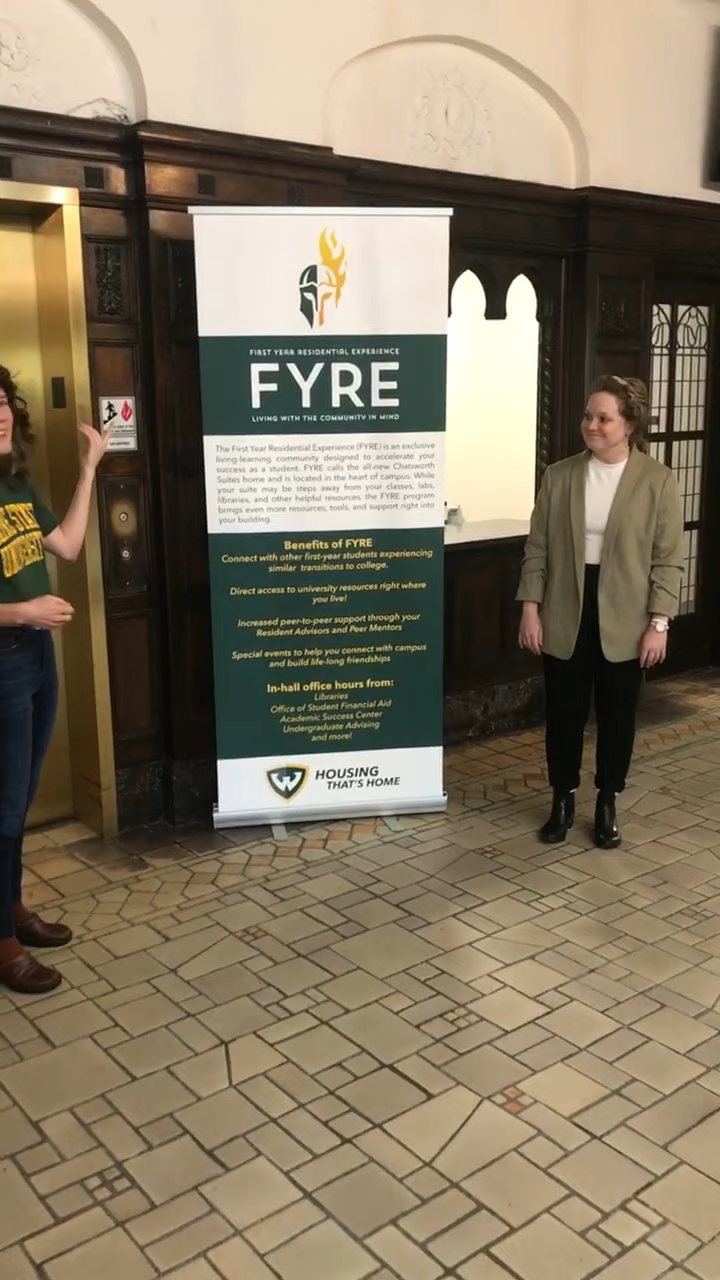 FIRST YEAR RESIDENTIAL EXPERIENCE
FYRE
LIVING WITH THE COMMUNITY IN MIND
The First Year Residential Experience (FYRE) is an exclusive
living-learning community designed to accelerate your
success as a student. FYRE calls the all-new Chatsworth
Suites home and is located in the heart of campus. While
your suite may be steps away from your classes, labs,
libraries, and other helpful resources, the FYRE program
brings even more resources, tools, and support right into
your building.
Benefits of FYRE
Connect with other first-year students experiencing
similar transitions to college.
Direct access to university resources right where
you live!
Increased peer-to-peer support through your
Resident Advisors and Peer Mentors
Special events to help you connect with campus
and build life-long friendships
In-hall office hours from:
Libraries
Office of Student Financial Aid
Academic Success Center
Undergraduate Advising
and more!
W
HOUSING
THAT'S HOME